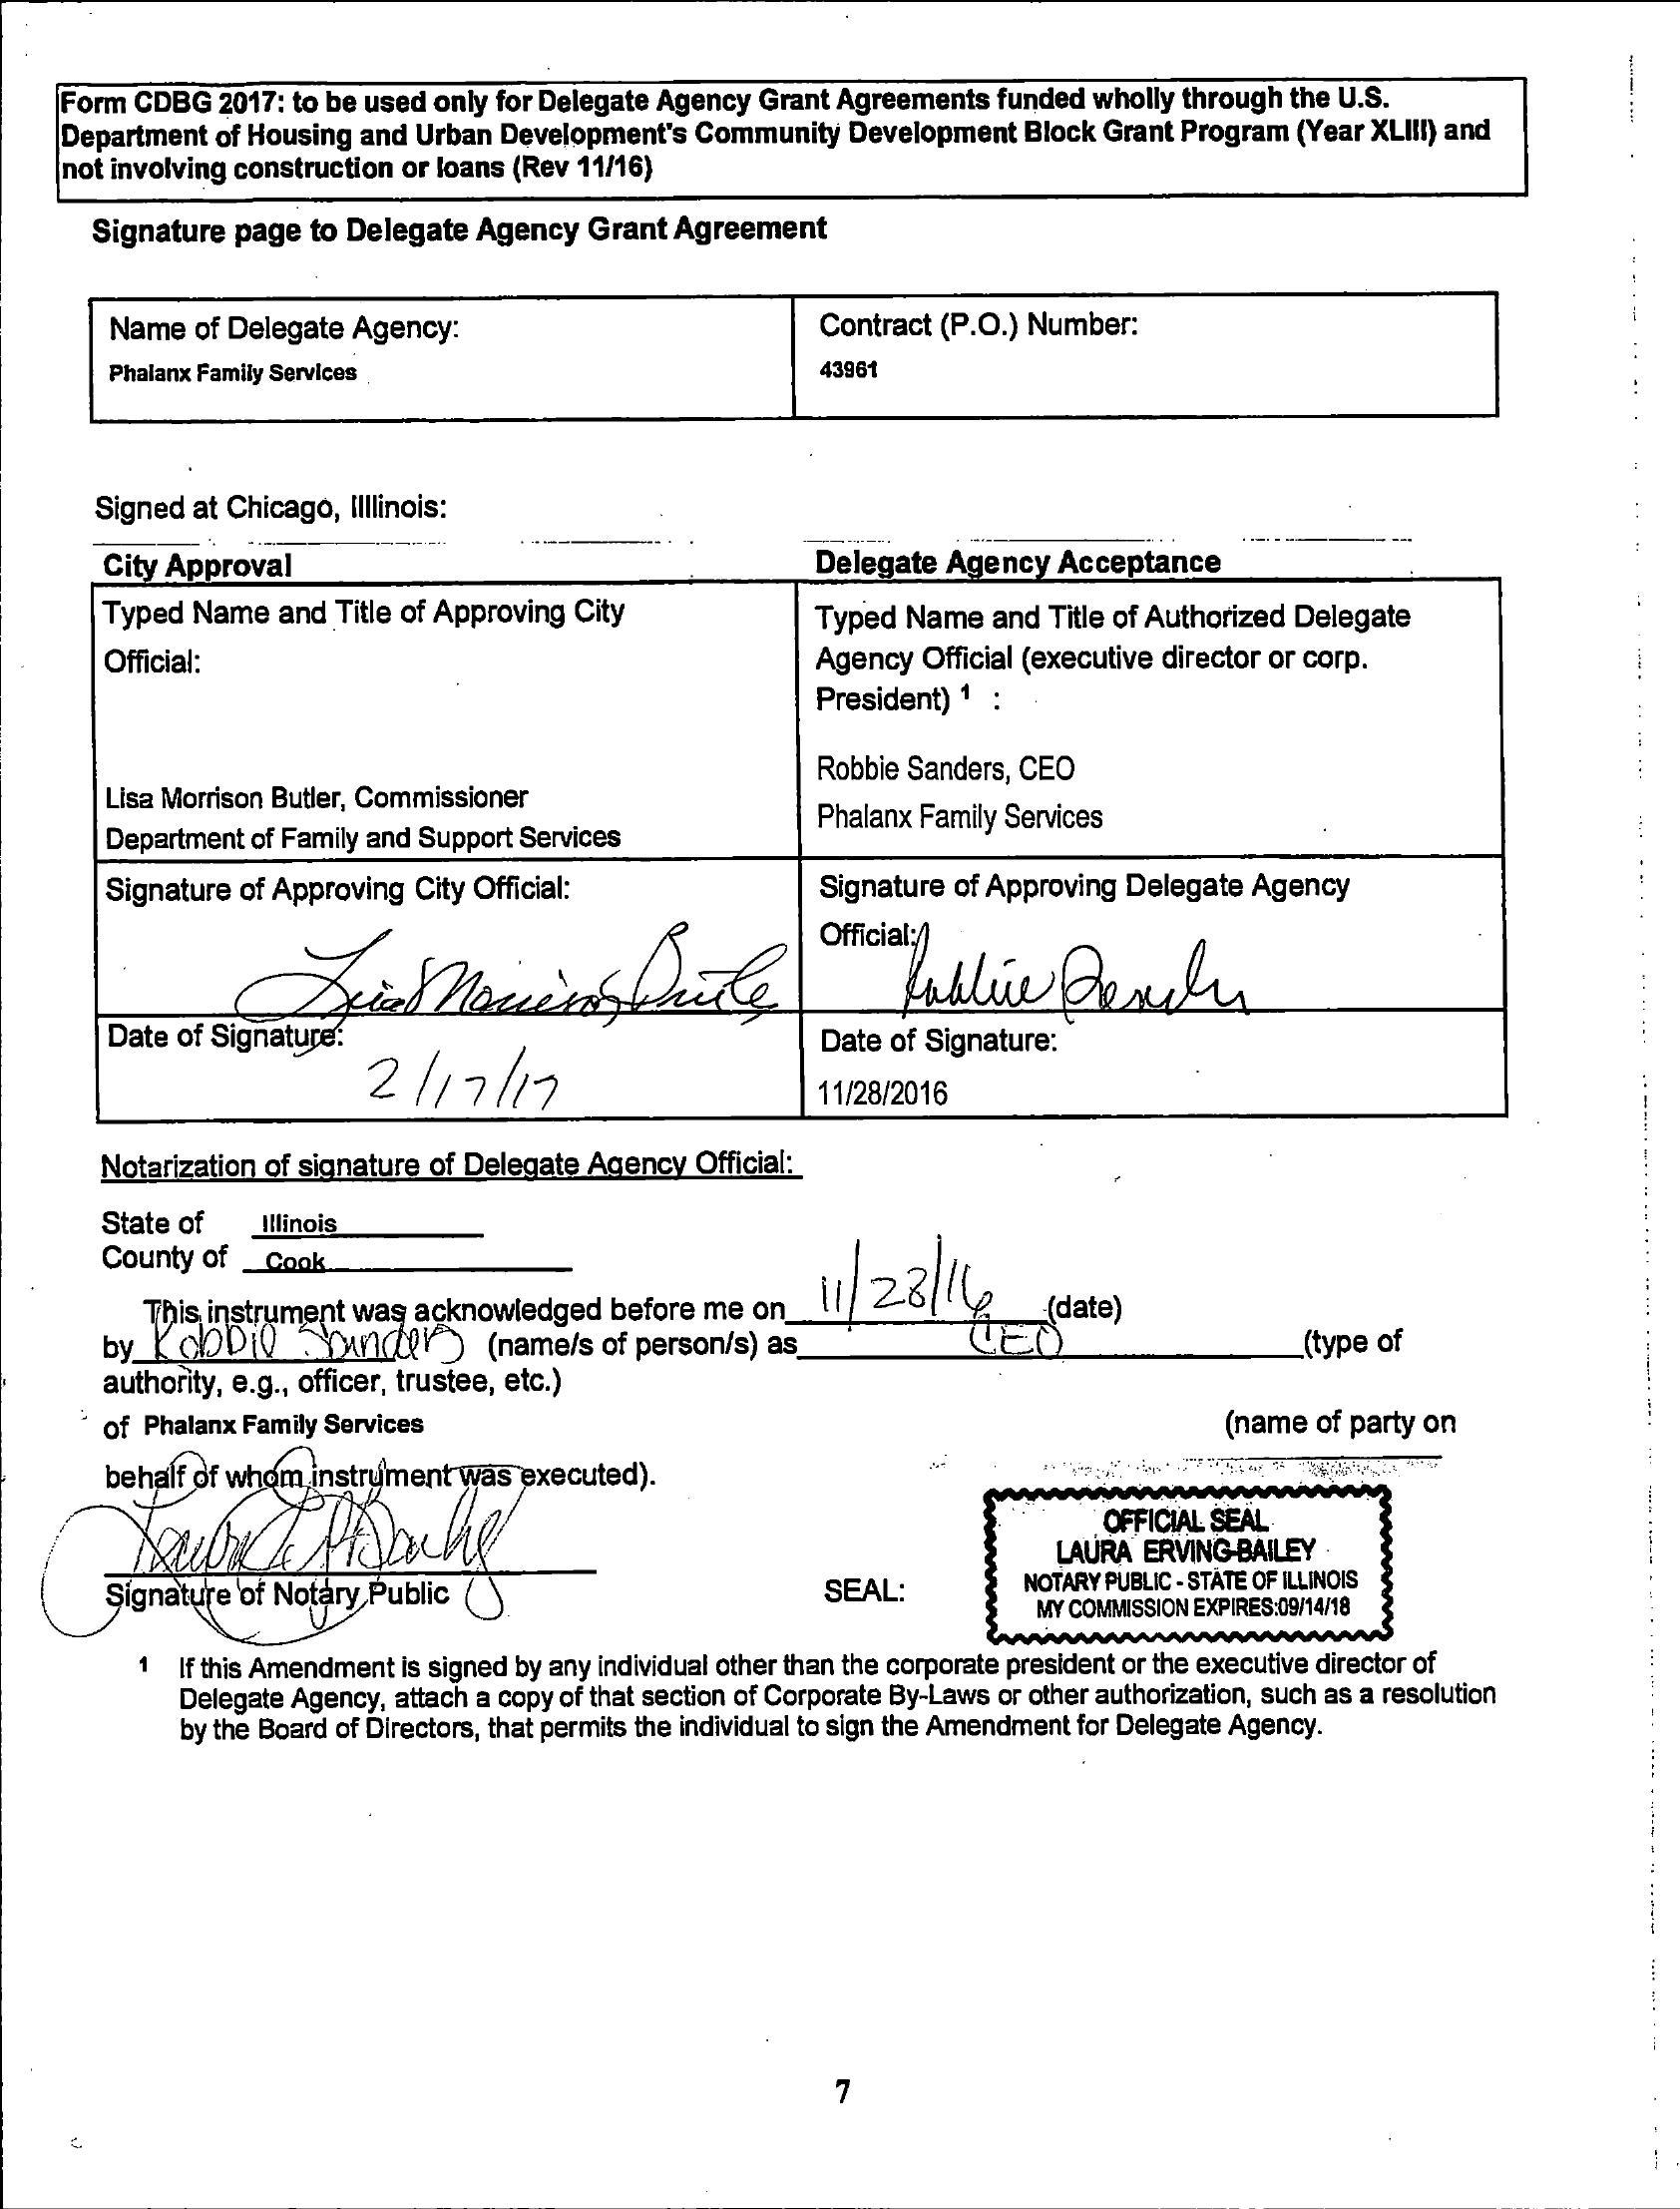 Form CDBG 2017: to be used only for Delegate Agency Grant Agreements funded wholly through the U.S.
Department of Housing and Urban Development's Community Development Block Grant Program (Year XLIII) and
not involving construction or loans (Rev 11/16)
Signature page to Delegate Agency Grant Agreement
Name of Delegate Agency:
Phalanx Family Services
Contract (P.O.) Number:
43961
Signed at Chicago, Illlinois:
City Approval
Delegate Agency Acceptance
Typed Name and Title of Approving City
Official:
Lisa Morrison Butler, Commissioner
Department of Family and Support Services
Typed Name and Title of Authorized Delegate
Agency Official (executive director or corp.
President) 1 :
Robbie Sanders, CEO
Phalanx Family Services
Signature of Approving City Official:
Lisa Morrison Butler
Signature of Approving Delegate Agency
Official:
Robbie Sanders
Date of Signature:
2/17/17
Date of Signature:
11/28/2016
Notarization of signature of Delegate Agency Official:
State of Illinois
County of Cook
This instrument was acknowledged before me on 11/28/16 (date)
by Robbie Sanders (name/s of person/s) as CEO (type of
authority, e.g., officer, trustee, etc.)
of Phalanx Family Services (name of party on
behalf of whom instrument was executed).
Signature of Notary Public
SEAL:
OFFICIAL SEAL
LAURA ERVING-BAILEY
NOTARY PUBLIC - STATE OF ILLINOIS
MY COMMISSION EXPIRES:09/14/18
1 If this Amendment is signed by any individual other than the corporate president or the executive director of
Delegate Agency, attach a copy of that section of Corporate By-Laws or other authorization, such as a resolution
by the Board of Directors, that permits the individual to sign the Amendment for Delegate Agency.
7